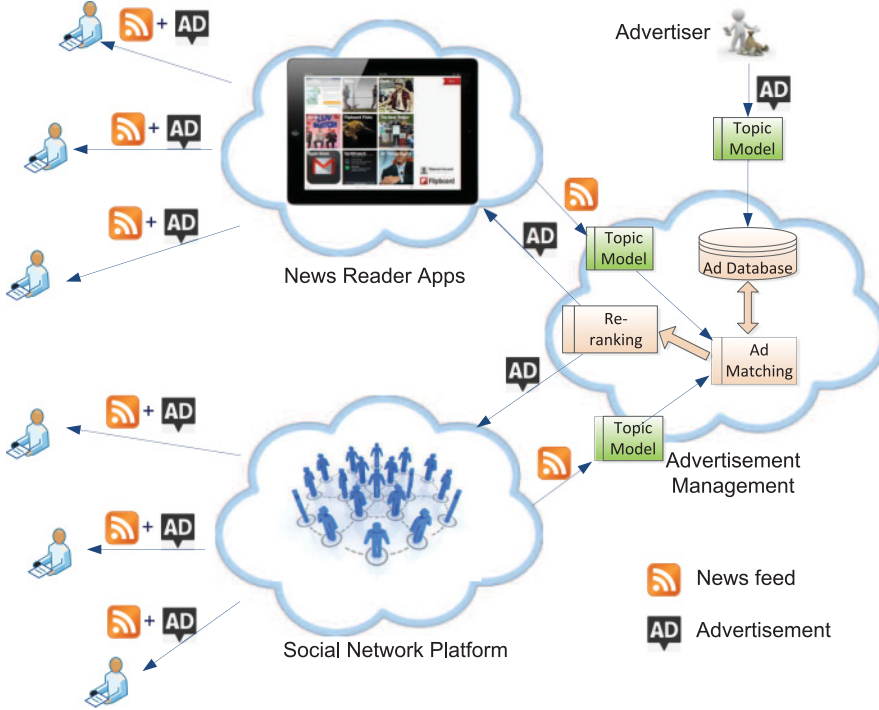 + AD
Advertiser
+ AD
AD
Topic
Model
+ AD
Flipboard
News Reader Apps
AD
Topic
Model
Ad Database
Re-
ranking
Ad
Matching
AD
+ AD
Topic
Model
Advertisement
Management
+ AD
News feed
+ AD
AD Advertisement
Social Network Platform